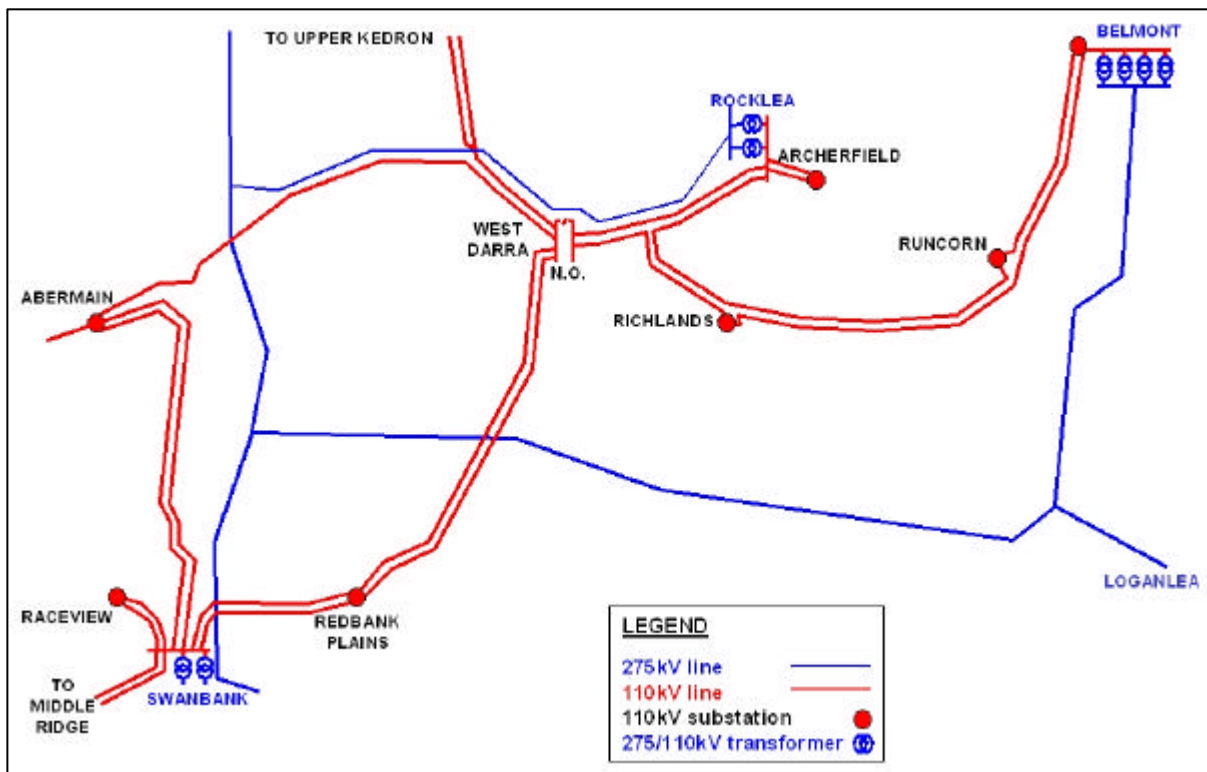 TO UPPER KEDRON
BELMONT
ROCKLEA
ARCHERFIELD
WEST
DARRA
N.O.
RUNCORN
ABERMAIN
RICHLANDS
RACEVIEW
REDBANK
PLAINS
LOGANLEA
TO
MIDDLE
RIDGE
SWANBANK
LEGEND
275kV line
110kV line
110kV substation
275/110kV transformer